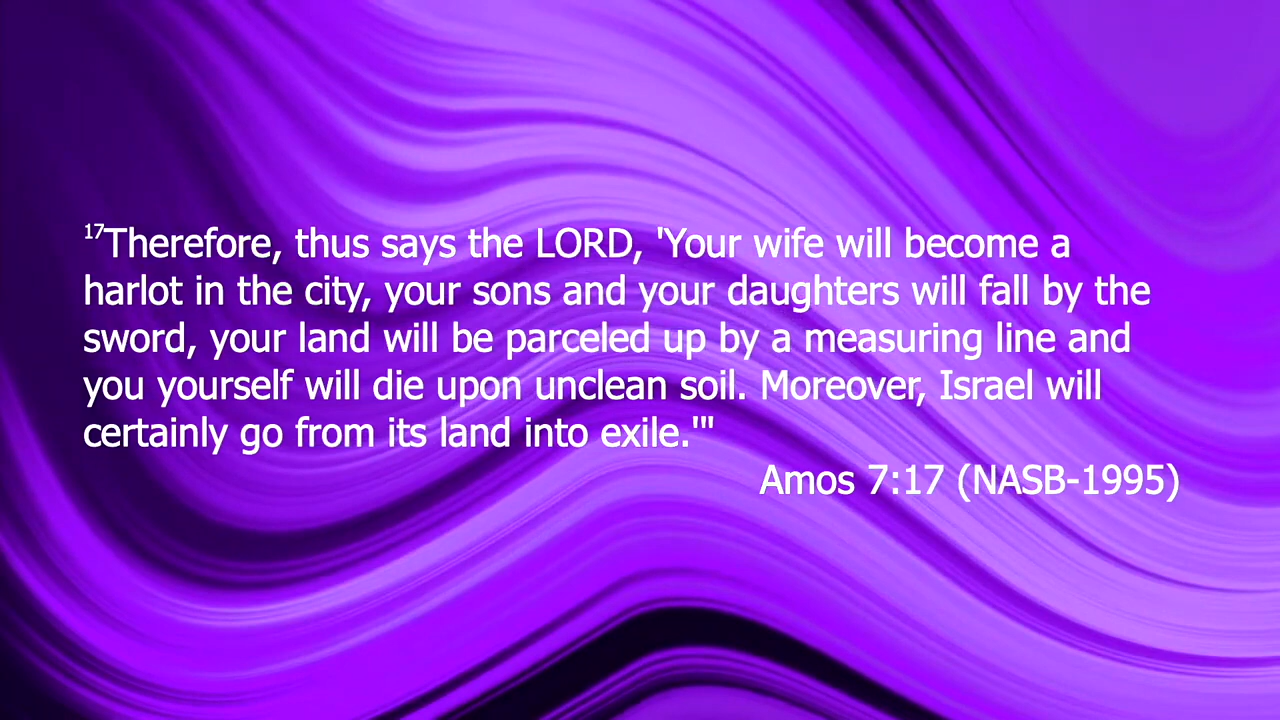 17Therefore, thus says the LORD, 'Your wife will become a
harlot in the city, your sons and your daughters will fall by the
sword, your land will be parceled up by a measuring line and
you yourself will die upon unclean soil. Moreover, Israel will
certainly go from its land into exile.'"
Amos 7:17 (NASB-1995)